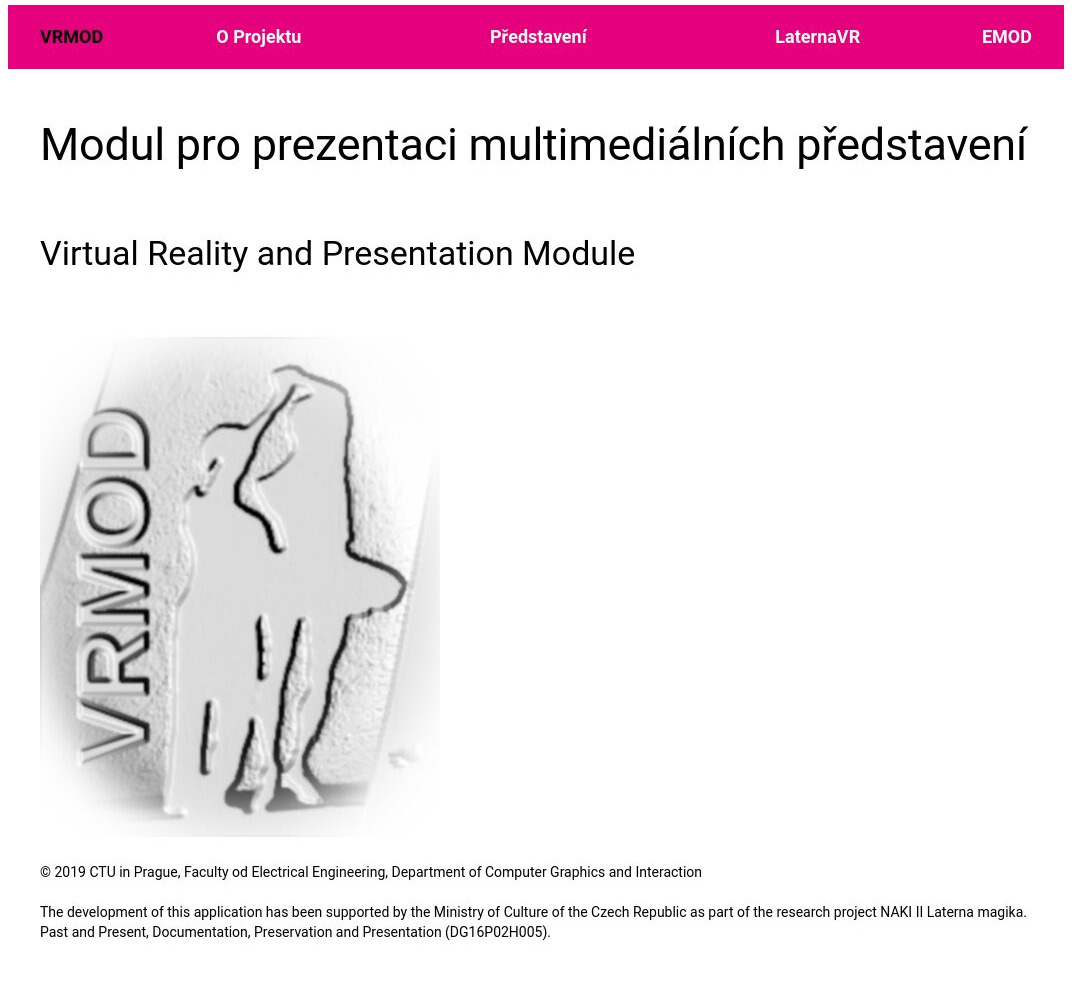 VRMOD O Projektu Představení LaternaVR EMOD
Modul pro prezentaci multimediálních představení
Virtual Reality and Presentation Module
VRMOD
© 2019 CTU in Prague, Faculty od Electrical Engineering, Department of Computer Graphics and Interaction
The development of this application has been supported by the Ministry of Culture of the Czech Republic as part of the research project NAKI II Laterna magika.
Past and Present, Documentation, Preservation and Presentation (DG16P02H005).